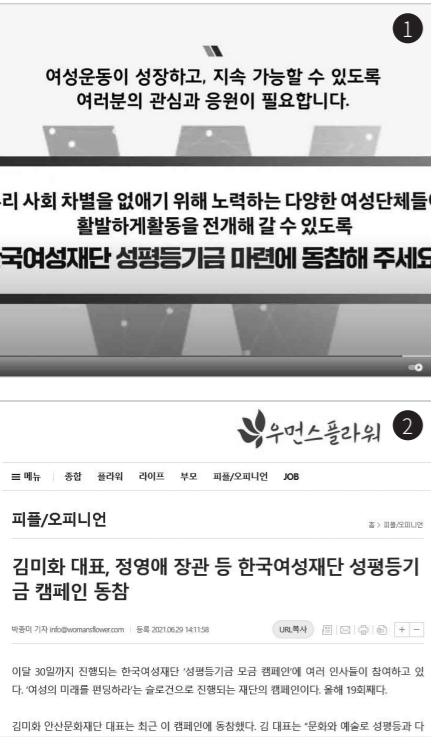 1
여성운동이 성장하고, 지속 가능할 수 있도록
여러분의 관심과 응원이 필요합니다.
리 사회 차별을 없애기 위해 노력하는 다양한 여성단체들
활발하게활동을 전개해 갈 수 있도록
국여성재단 성평등기금 마련에 동참해 주세요
우먼스플라워
2
메뉴 종합 플라워 라이프 부모 피플/오피니언 JOB
피플/오피니언
홈 > 피플/오피니언
김미화 대표, 정영애 장관 등 한국여성재단 성평등기
금 캠페인 동참
박종미 기자 info@womansflower.com 등록 2021.06.29 14:11:58
URL복사
이달 30일까지 진행되는 한국여성재단 '성평등기금 모금 캠페인'에 여러 인사들이 참여하고 있
다. '여성의 미래를 펀딩하라'는 슬로건으로 진행되는 재단의 캠페인이다. 올해 19회째다.
김미화 안산문화재단 대표는 최근 이 캠페인에 동참했다. 김 대표는 "문화와 예술로 성평등과 다